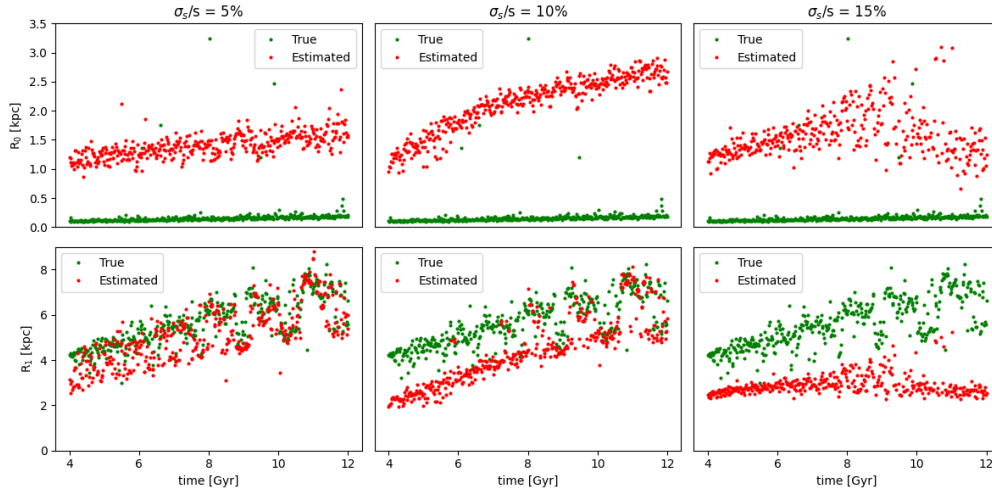 σₛ/s = 5%
σₛ/s = 10%
σₛ/s = 15%
R₀ [kpc]
3.5
3.0
2.5
2.0
1.5
1.0
0.5
0.0
True
Estimated
True
Estimated
True
Estimated
R₁ [kpc]
8
6
4
2
0
True
Estimated
True
Estimated
True
Estimated
4 6 8 10 12
4 6 8 10 12
4 6 8 10 12
time [Gyr]
time [Gyr]
time [Gyr]